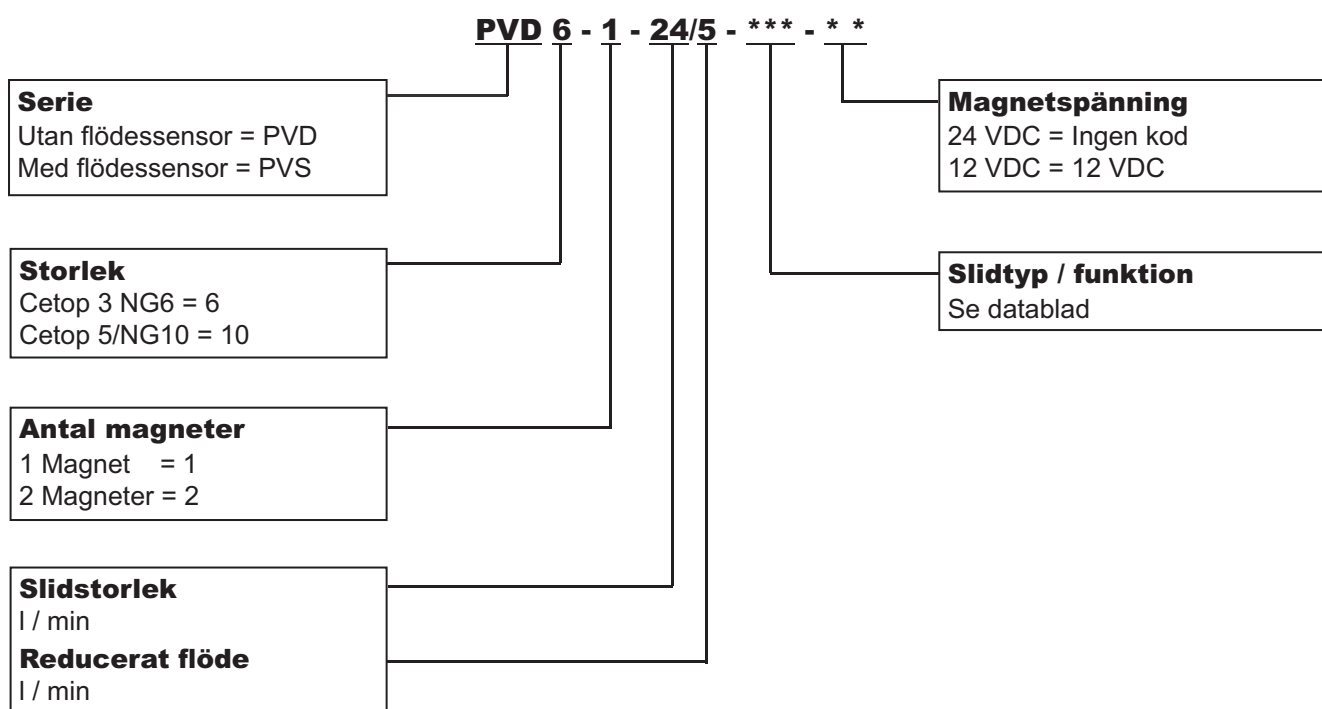 PVD 6 - 1 - 24/5 - *** - * *
Serie
Utan flödessensor = PVD
Med flödessensor = PVS
Storlek
Cetop 3 NG6 = 6
Cetop 5/NG10 = 10
Antal magneter
1 Magnet = 1
2 Magneter = 2
Slidstorlek
l / min
Reducerat flöde
l / min
Magnetspänning
24 VDC = Ingen kod
12 VDC = 12 VDC
Slidtyp / funktion
Se datablad